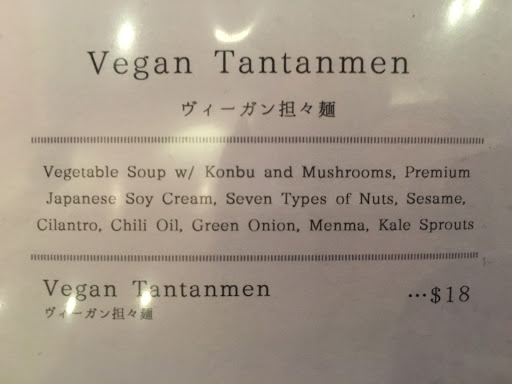 Vegan Tantanmen
ヴィーガン担々麺
Vegetable Soup w/ Konbu and Mushrooms, Premium
Japanese Soy Cream, Seven Types of Nuts, Sesame,
Cilantro, Chili Oil, Green Onion, Menma, Kale Sprouts
Vegan Tantanmen ···$18
ヴィーガン担々麺